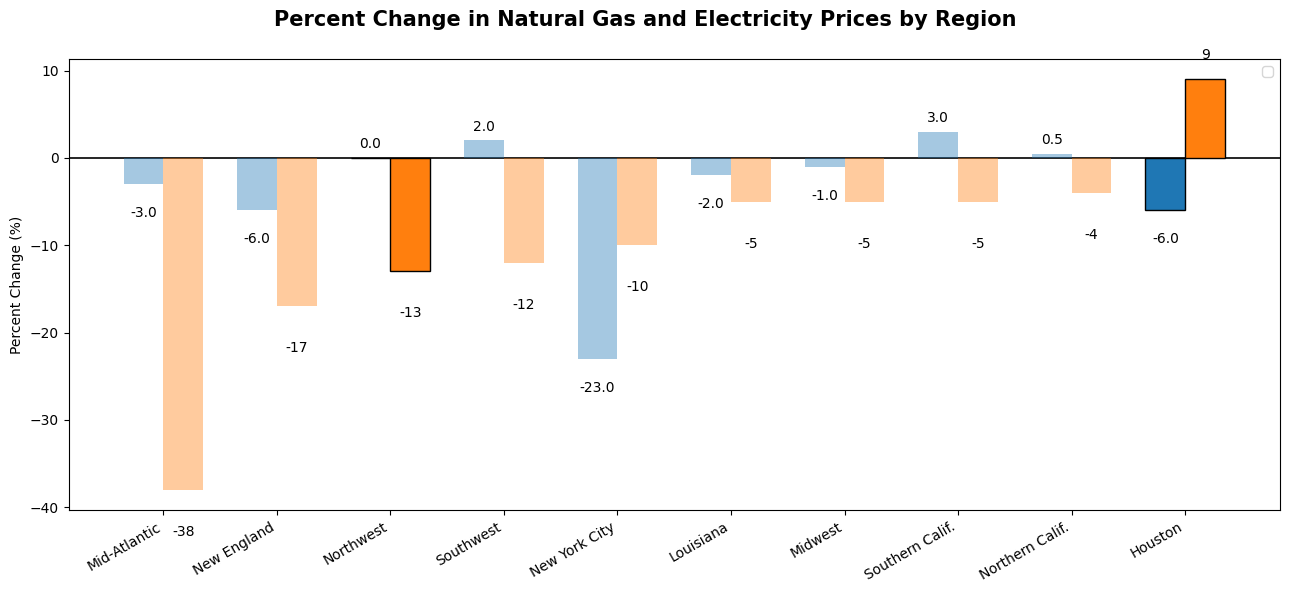 Percent Change in Natural Gas and Electricity Prices by Region
Percent Change (%)
10
0
−10
−20
−30
−40
-3.0
-6.0
0.0
2.0
-23.0
-2.0
-1.0
3.0
0.5
-6.0
-38
-17
-13
-12
-10
-5
-5
-5
-4
9
Mid-Atlantic
New England
Northwest
Southwest
New York City
Louisiana
Midwest
Southern Calif.
Northern Calif.
Houston